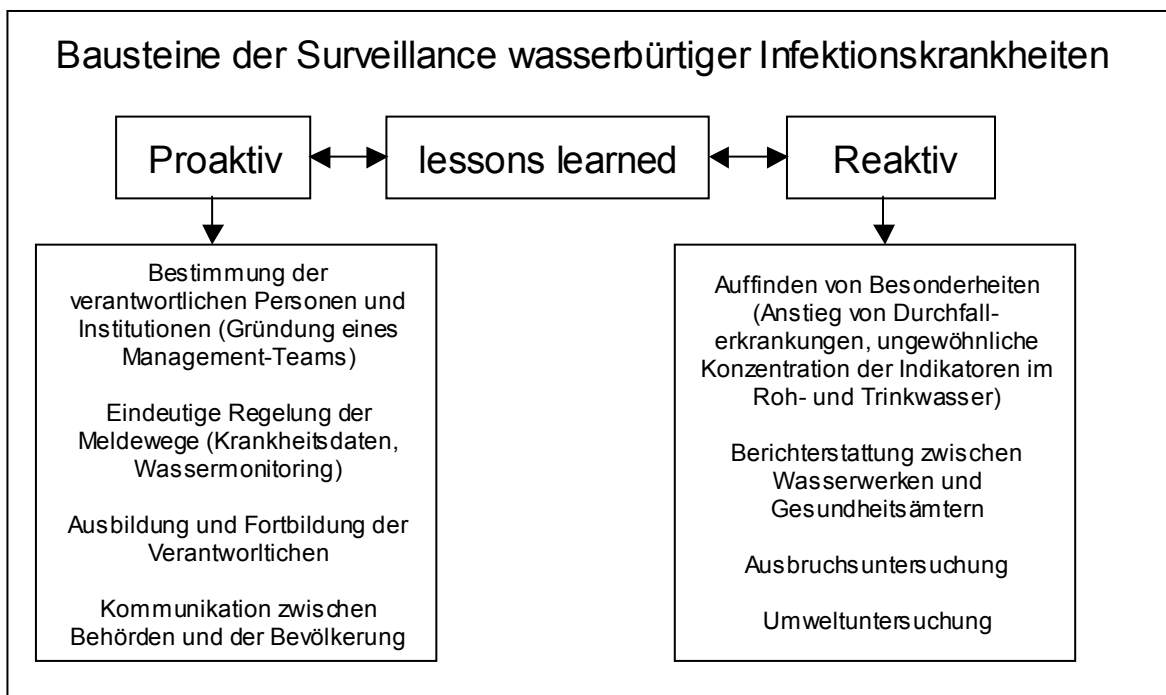 Bausteine der Surveillance wasserbürtiger Infektionskrankheiten
Proaktiv
lessons learned
Reaktiv
Bestimmung der
verantwortlichen Personen und
Institutionen (Gründung eines
Management-Teams)
Eindeutige Regelung der
Meldewege (Krankheitsdaten,
Wassermonitoring)
Ausbildung und Fortbildung der
Verantworltichen
Kommunikation zwischen
Behörden und der Bevölkerung
Auffinden von Besonderheiten
(Anstieg von Durchfall-
erkrankungen, ungewöhnliche
Konzentration der Indikatoren im
Roh- und Trinkwasser)
Berichterstattung zwischen
Wasserwerken und
Gesundheitsämtern
Ausbruchsuntersuchung
Umweltuntersuchung